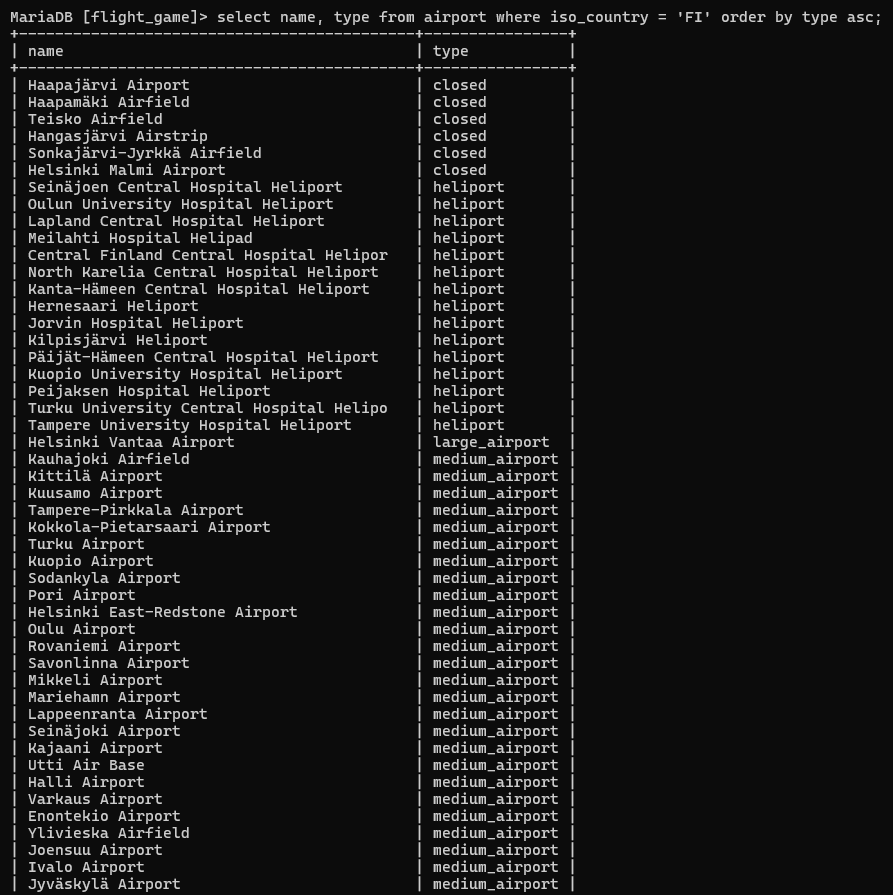 MariaDB [flight_game]> select name, type from airport where iso_country = 'FI' order by type asc;
+--------------------------------------------+----------------+
| name | type |
+--------------------------------------------+----------------+
| Haapajärvi Airport | closed |
| Haapamäki Airfield | closed |
| Teisko Airfield | closed |
| Hangasjärvi Airstrip | closed |
| Sonkajärvi-Jyrkkä Airfield | closed |
| Helsinki Malmi Airport | closed |
| Seinäjoen Central Hospital Heliport | heliport |
| Oulun University Hospital Heliport | heliport |
| Lapland Central Hospital Heliport | heliport |
| Meilahti Hospital Helipad | heliport |
| Central Finland Central Hospital Helipor | heliport |
| North Karelia Central Hospital Heliport | heliport |
| Kanta-Hämeen Central Hospital Heliport | heliport |
| Hernesaari Heliport | heliport |
| Jorvin Hospital Heliport | heliport |
| Kilpisjärvi Heliport | heliport |
| Päijät-Hämeen Central Hospital Heliport | heliport |
| Kuopio University Hospital Heliport | heliport |
| Peijaksen Hospital Heliport | heliport |
| Turku University Central Hospital Helipo | heliport |
| Tampere University Hospital Heliport | heliport |
| Helsinki Vantaa Airport | large_airport |
| Kauhajoki Airfield | medium_airport |
| Kittilä Airport | medium_airport |
| Kuusamo Airport | medium_airport |
| Tampere-Pirkkala Airport | medium_airport |
| Kokkola-Pietarsaari Airport | medium_airport |
| Turku Airport | medium_airport |
| Kuopio Airport | medium_airport |
| Sodankyla Airport | medium_airport |
| Pori Airport | medium_airport |
| Helsinki East-Redstone Airport | medium_airport |
| Oulu Airport | medium_airport |
| Rovaniemi Airport | medium_airport |
| Savonlinna Airport | medium_airport |
| Mikkeli Airport | medium_airport |
| Mariehamn Airport | medium_airport |
| Lappeenranta Airport | medium_airport |
| Seinäjoki Airport | medium_airport |
| Kajaani Airport | medium_airport |
| Utti Air Base | medium_airport |
| Halli Airport | medium_airport |
| Varkaus Airport | medium_airport |
| Enontekio Airport | medium_airport |
| Ylivieska Airfield | medium_airport |
| Joensuu Airport | medium_airport |
| Ivalo Airport | medium_airport |
| Jyväskylä Airport | medium_airport |